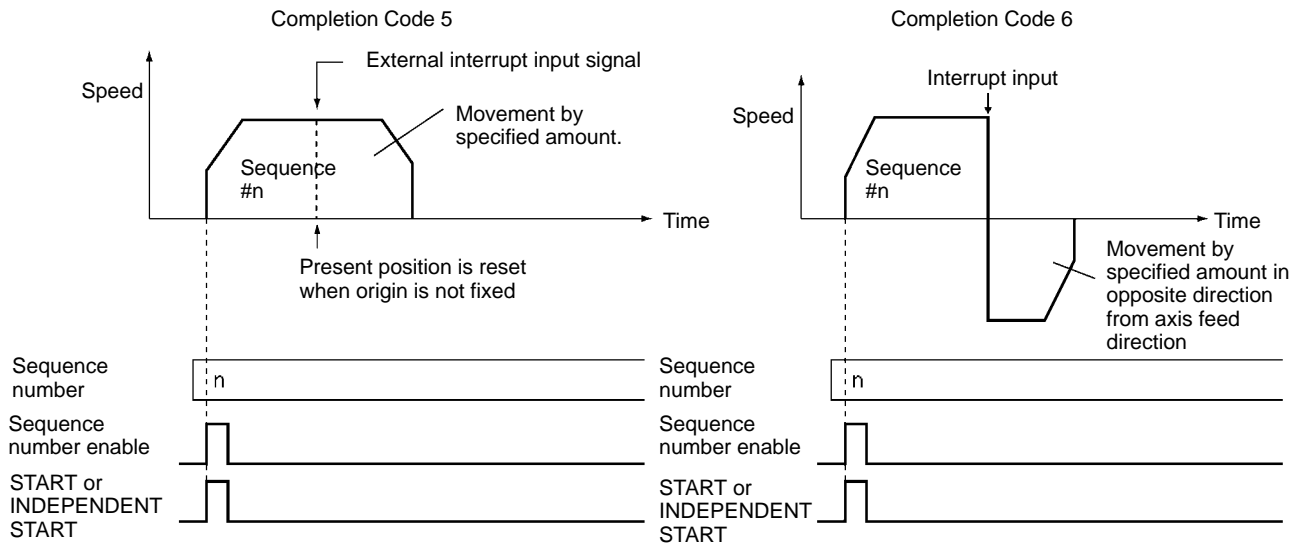 Completion Code 5
External interrupt input signal
Speed
Movement by
specified amount.
Sequence
#n
Time
Present position is reset
when origin is not fixed
Sequence
number
n
Sequence
number enable
START or
INDEPENDENT
START
Completion Code 6
Interrupt input
Speed
Sequence
#n
Time
Movement by
specified amount in
opposite direction
from axis feed
direction
Sequence
number
n
Sequence
number enable
START or
INDEPENDENT
START